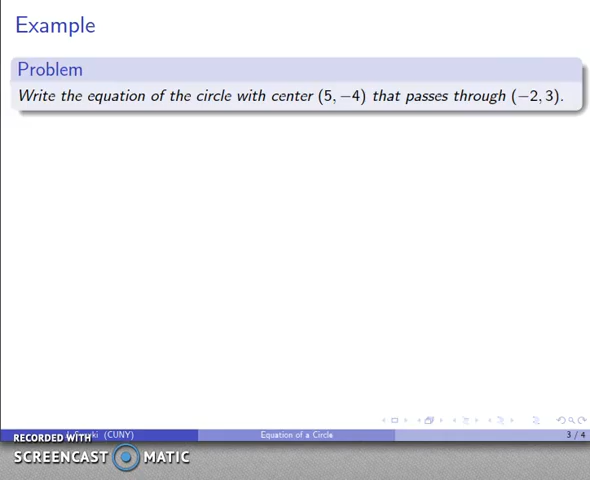 Example
Problem
Write the equation of the circle with center (5, −4) that passes through (−2, 3).
(CUNY)
Equation of a Circle
3 / 4
RECORDED WITH
SCREENCAST MATIC